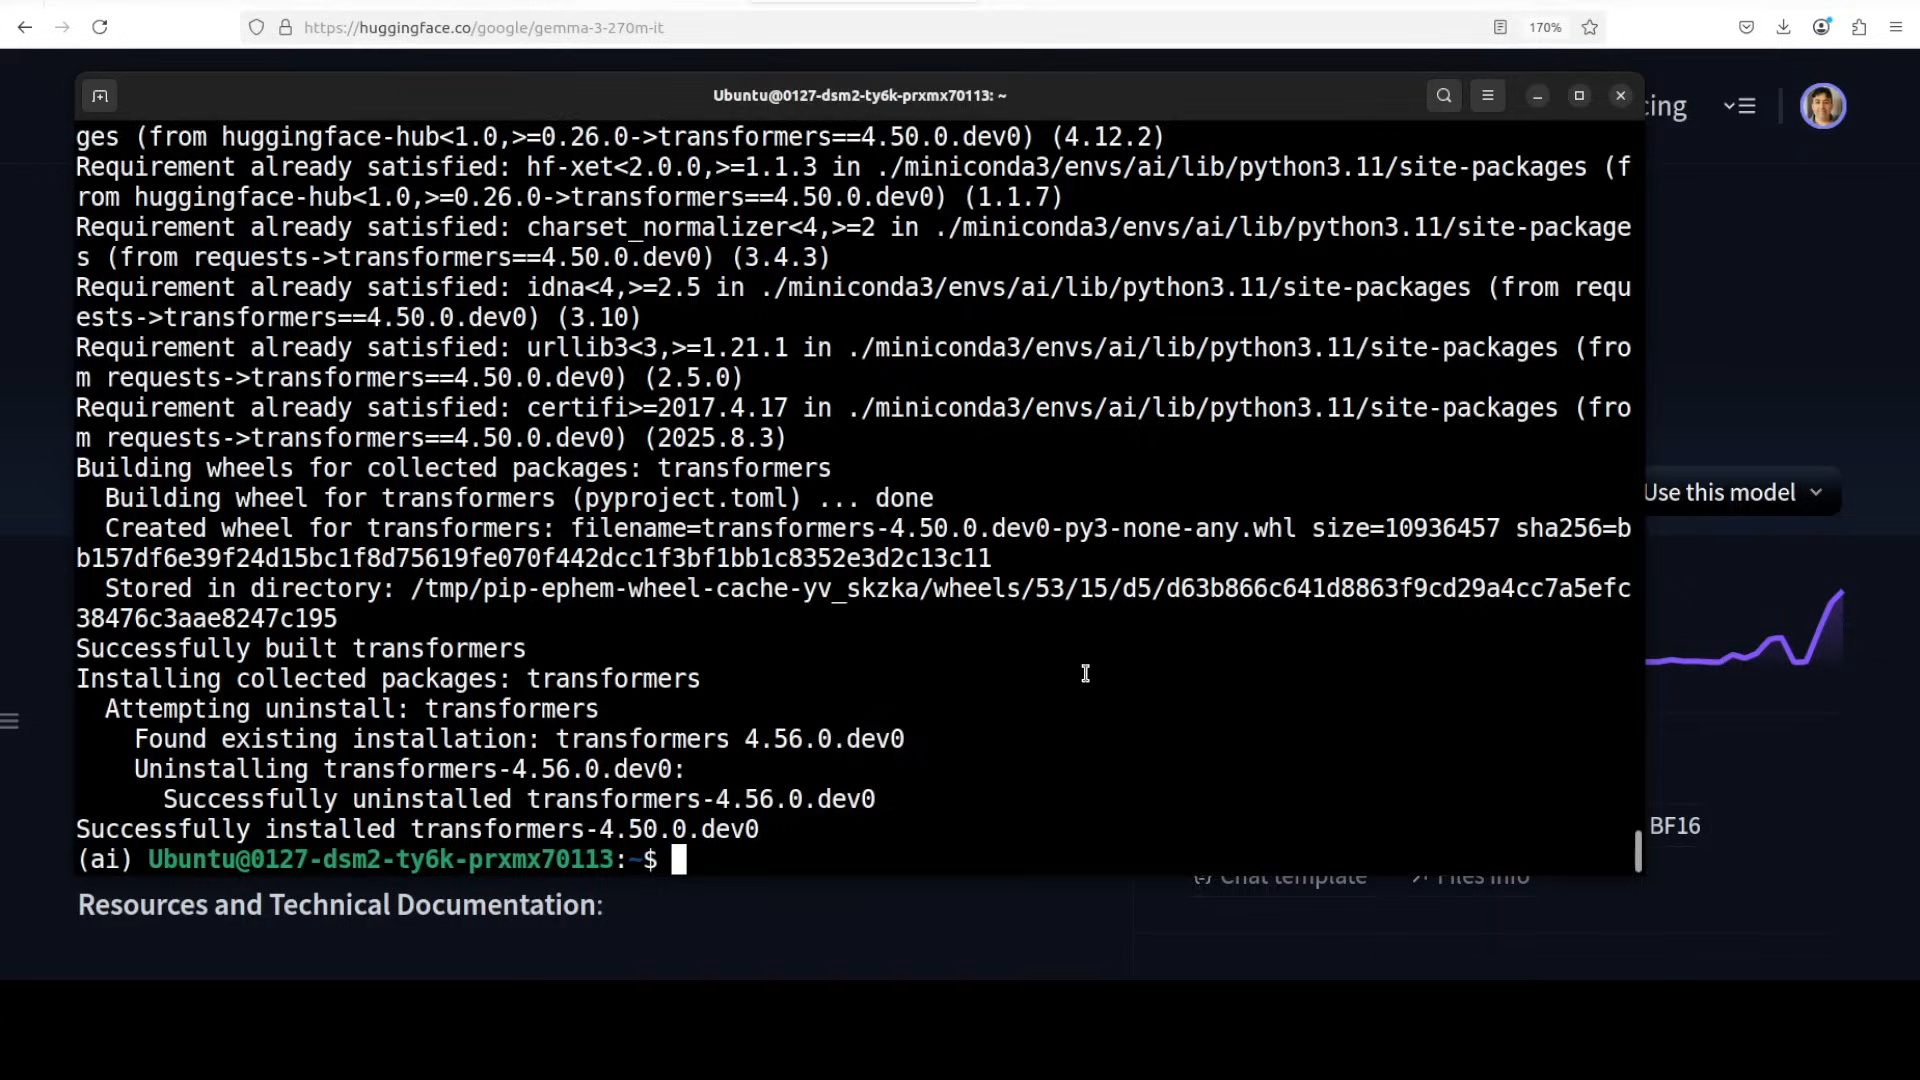 https://huggingface.co/google/gemma-3-270m-it
170%
Ubuntu@0127-dsm2-ty6k-prxmx70113: ~
cing
ges (from huggingface-hub<1.0,>=0.26.0->transformers==4.50.0.dev0) (4.12.2)
Requirement already satisfied: hf-xet<2.0.0,>=1.1.3 in ./miniconda3/envs/ai/lib/python3.11/site-packages (f
rom huggingface-hub<1.0,>=0.26.0->transformers==4.50.0.dev0) (1.1.7)
Requirement already satisfied: charset_normalizer<4,>=2 in ./miniconda3/envs/ai/lib/python3.11/site-package
s (from requests->transformers==4.50.0.dev0) (3.4.3)
Requirement already satisfied: idna<4,>=2.5 in ./miniconda3/envs/ai/lib/python3.11/site-packages (from requ
ests->transformers==4.50.0.dev0) (3.10)
Requirement already satisfied: urllib3<3,>=1.21.1 in ./miniconda3/envs/ai/lib/python3.11/site-packages (fro
m requests->transformers==4.50.0.dev0) (2.5.0)
Requirement already satisfied: certifi>=2017.4.17 in ./miniconda3/envs/ai/lib/python3.11/site-packages (fro
m requests->transformers==4.50.0.dev0) (2025.8.3)
Building wheels for collected packages: transformers
Building wheel for transformers (pyproject.toml) ... done
Use this model
Created wheel for transformers: filename=transformers-4.50.0.dev0-py3-none-any.whl size=10936457 sha256=b
b157df6e39f24d15bc1f8d75619fe070f442dcc1f3bf1bb1c8352e3d2c13c11
Stored in directory: /tmp/pip-ephem-wheel-cache-yv_skzka/wheels/53/15/d5/d63b866c641d8863f9cd29a4cc7a5efc
38476c3aae8247c195
Successfully built transformers
Installing collected packages: transformers
Attempting uninstall: transformers
Found existing installation: transformers 4.56.0.dev0
Uninstalling transformers-4.56.0.dev0:
Successfully uninstalled transformers-4.56.0.dev0
Successfully installed transformers-4.50.0.dev0
BF16
(ai) Ubuntu@0127-dsm2-ty6k-prxmx70113:~$
Chat template
Files info
Resources and Technical Documentation: